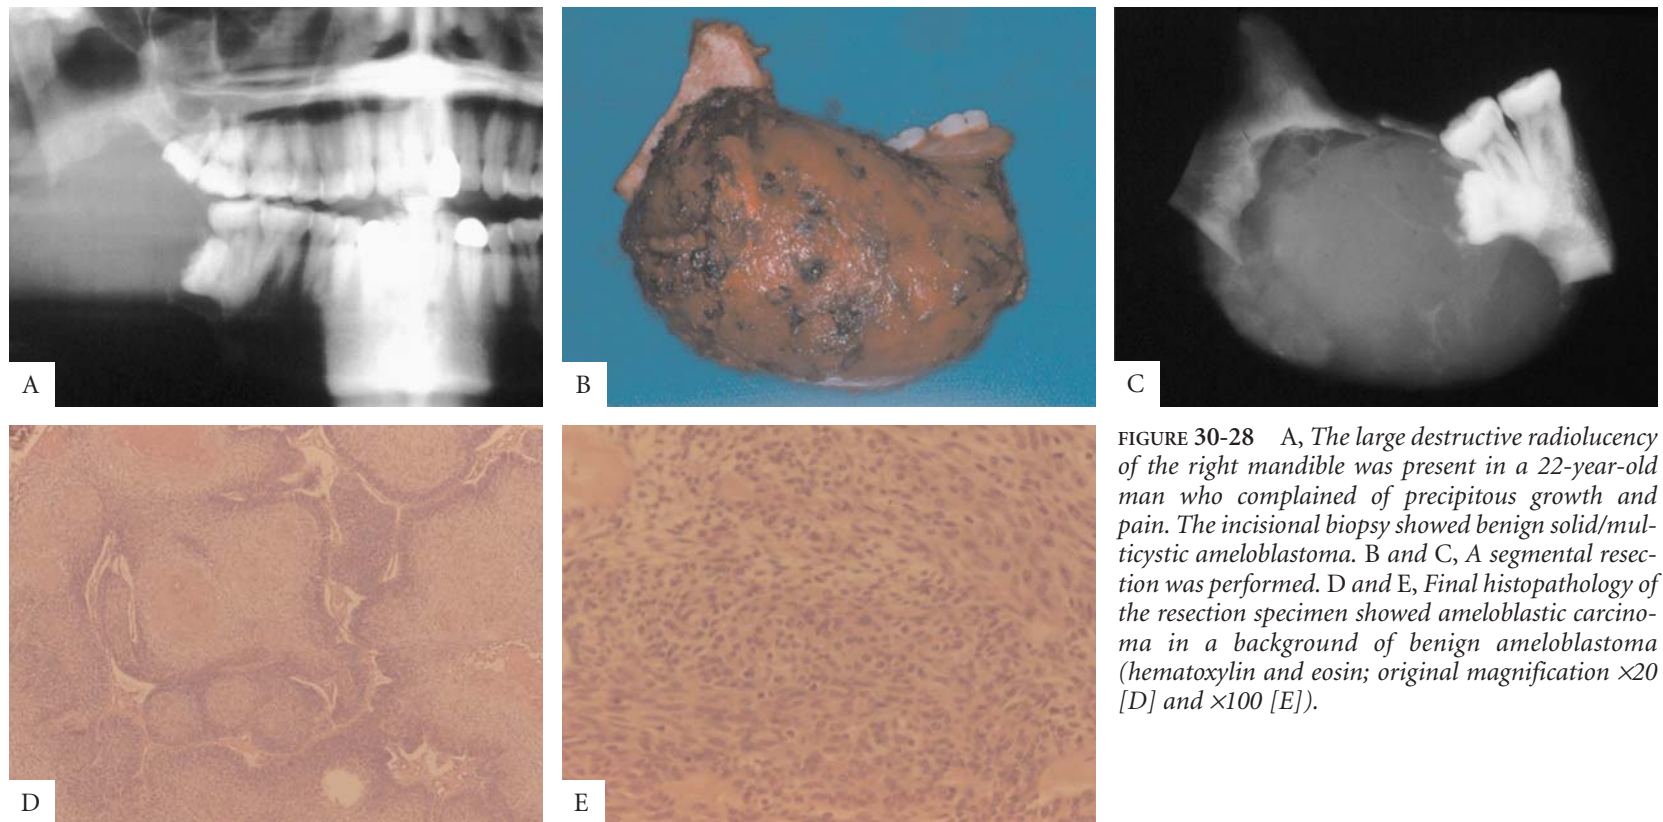 A
B
C
D
E
FIGURE 30-28 A, The large destructive radiolucency
of the right mandible was present in a 22-year-old
man who complained of precipitous growth and
pain. The incisional biopsy showed benign solid/mul-
ticystic ameloblastoma. B and C, A segmental resec-
tion was performed. D and E, Final histopathology of
the resection specimen showed ameloblastic carcino-
ma in a background of benign ameloblastoma
(hematoxylin and eosin; original magnification ×20
[D] and ×100 [E]).